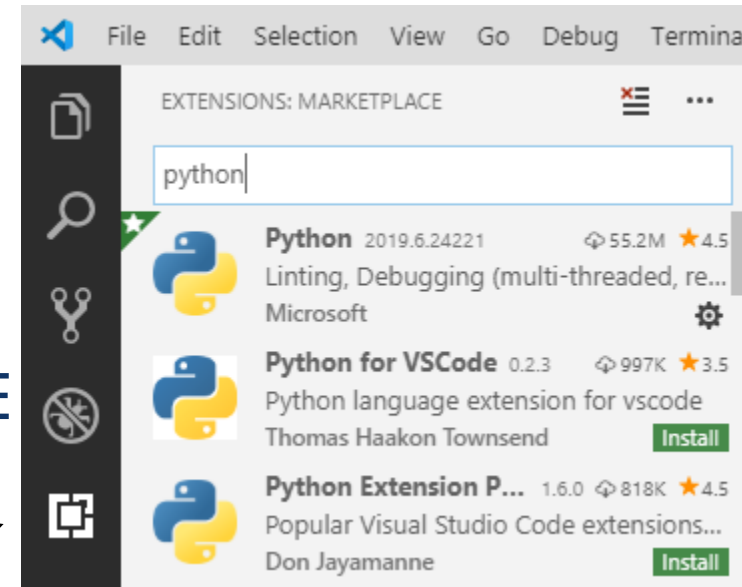 File Edit Selection View Go Debug Termina
EXTENSIONS: MARKETPLACE
python
Python 2019.6.24221 55.2M 4.5
Linting, Debugging (multi-threaded, re...
Microsoft
Python for VSCode 0.2.3 997K 3.5
Python language extension for vscode
Thomas Haakon Townsend Install
Python Extension P... 1.6.0 818K 4.5
Popular Visual Studio Code extensions...
Don Jayamanne Install